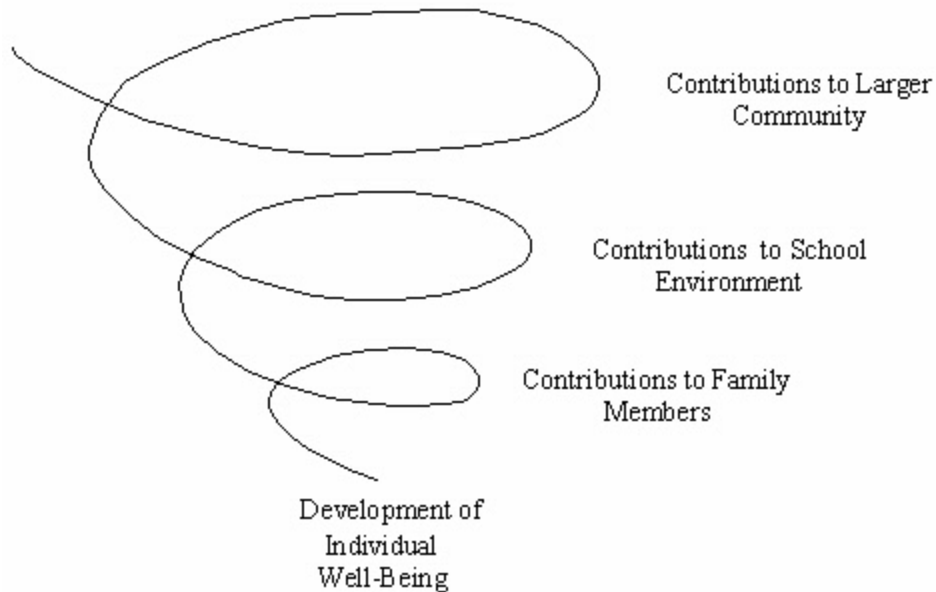 Contributions to Larger
Community
Contributions to School
Environment
Contributions to Family
Members
Development of
Individual
Well-Being